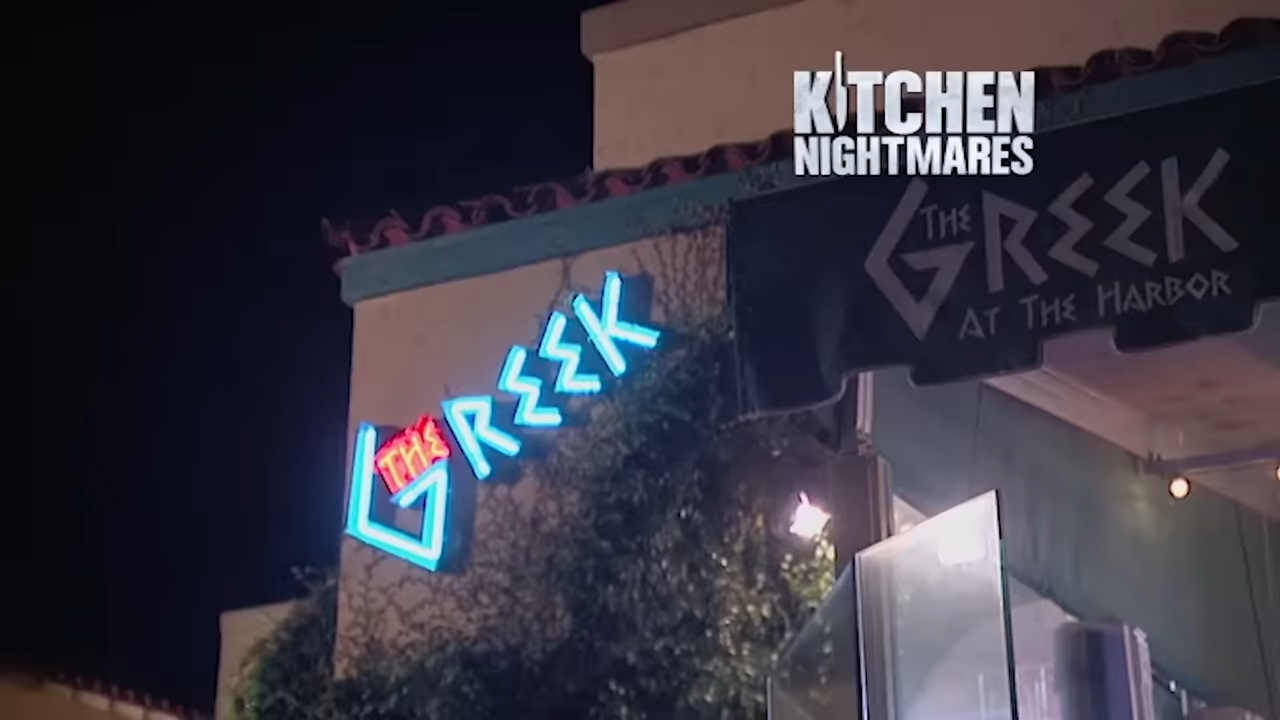 KITCHEN
NIGHTMARES
THE
GREEK
AT THE HARBOR
THE
GREEK